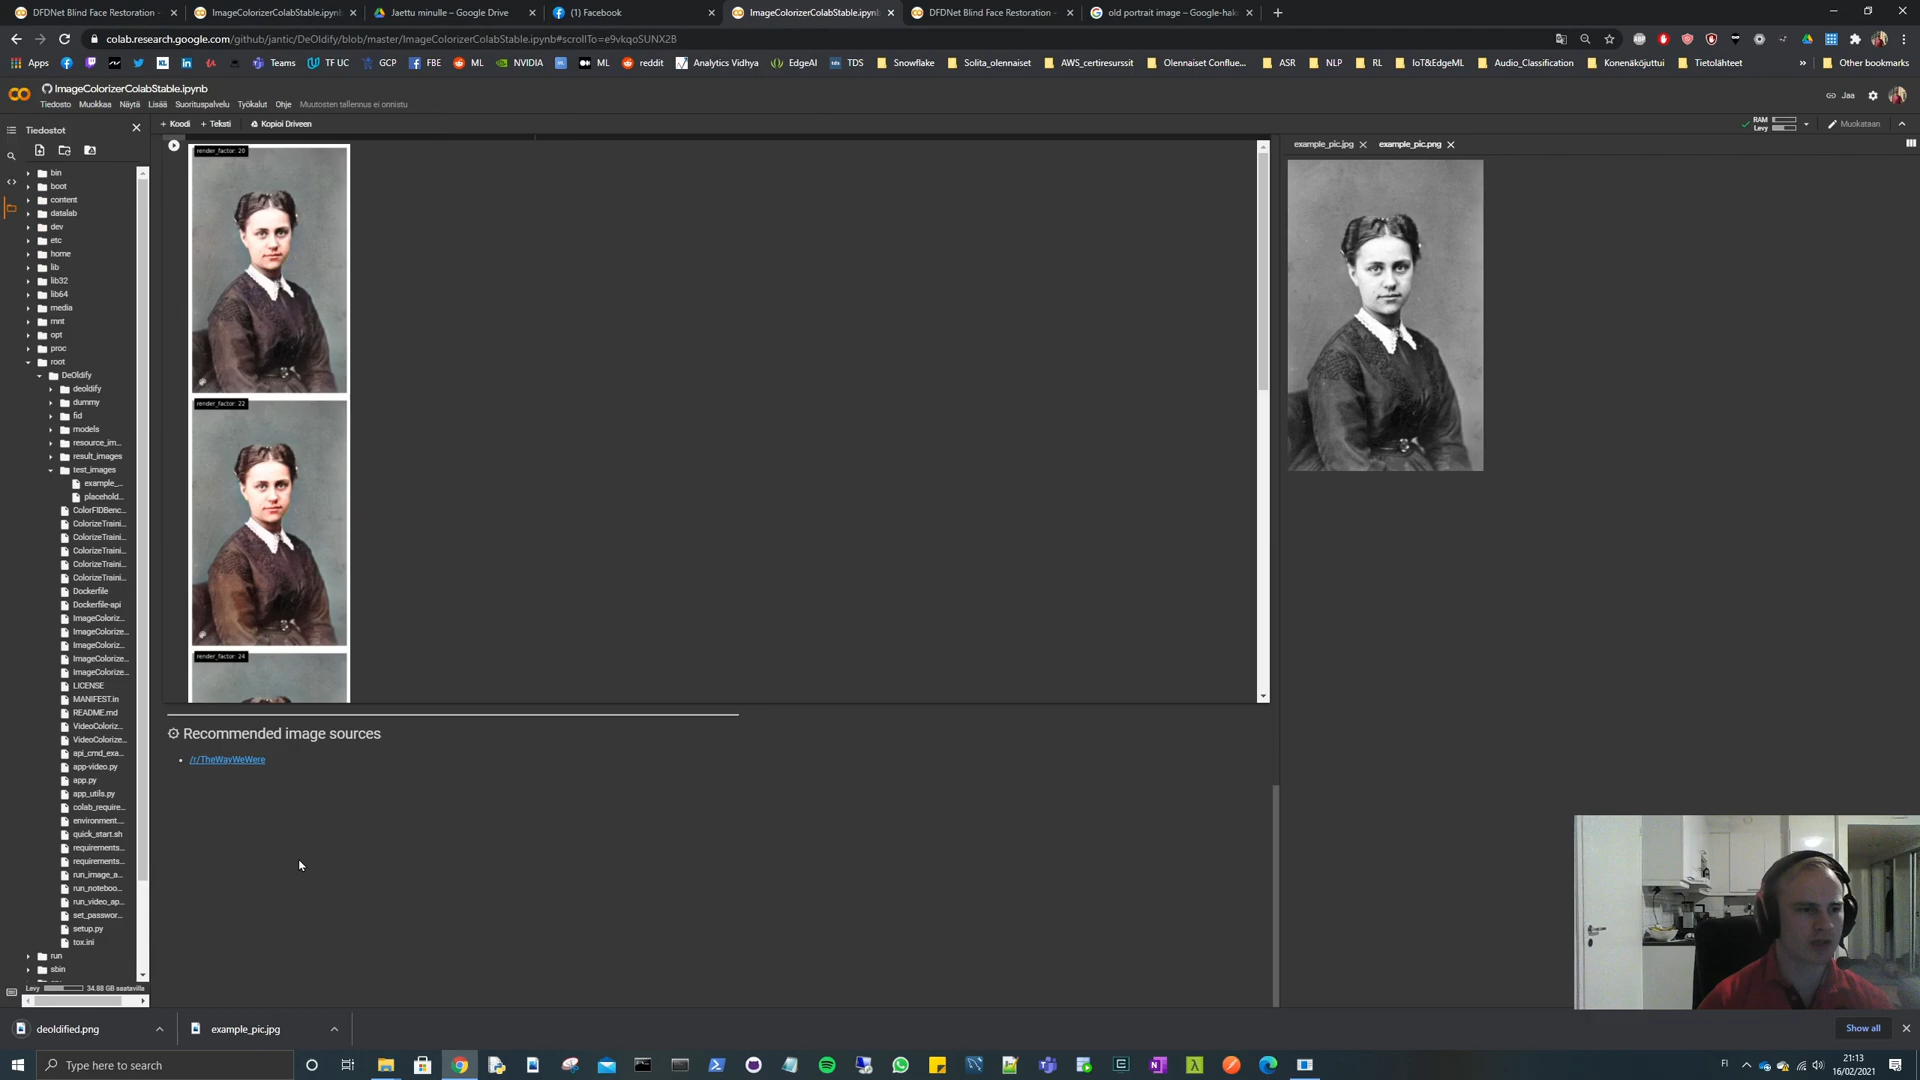 DFDNet Blind Face Restoration -
ImageColorizerColabStable.ipynb
Jaettu minulle – Google Drive
(1) Facebook
ImageColorizerColabStable.ipynb
DFDNet Blind Face Restoration -
old portrait image – Google-hak
colab.research.google.com/github/jantic/DeOldify/blob/master/ImageColorizerColabStable.ipynb#scrollTo=e9vkqoSUNX2B
Apps
Teams
TF UC
GCP
FBE
ML
NVIDIA
ML
reddit
Analytics Vidhya
EdgeAI
TDS
Snowflake
Solita_olennaiset
AWS_certiresurssit
Olennaiset Conflue...
ASR
NLP
RL
IoT&EdgeML
Audio_Classification
Konenäköjuttui
Tietolähteet
Other bookmarks
ImageColorizerColabStable.ipynb
Tiedosto Muokkaa Näytä Lisää Suorituspalvelu Työkalut Ohje Muutosten tallennus ei onnistu
Jaa
Tiedostot
+ Koodi + Teksti Kopioi Driveen
RAM
Levy
Muokataan
bin
boot
content
datalab
dev
etc
home
lib
lib32
lib64
media
mnt
opt
proc
root
DeOldify
deoldify
dummy
fid
models
resource_im...
result_images
test_images
example_...
placehold...
ColorFIDBenc...
ColorizeTraini...
ColorizeTraini...
ColorizeTraini...
ColorizeTraini...
ColorizeTraini...
Dockerfile
Dockerfile-api
ImageColoriz...
ImageColorize...
ImageColoriz...
ImageColorize...
ImageColorize...
LICENSE
MANIFEST.in
README.md
VideoColoriz...
VideoColorize...
api_cmd_exa...
app-video.py
app.py
app_utils.py
colab_require...
environment....
quick_start.sh
requirements...
requirements...
run_image_a...
run_noteboo...
run_video_ap...
set_passwor...
setup.py
tox.ini
run
sbin
Levy 34.88 GB saatavilla
render_factor: 20
render_factor: 22
render_factor: 24
example_pic.jpg
example_pic.png
Recommended image sources
• /r/TheWayWeWere
deoldified.png
example_pic.jpg
Show all
Type here to search
FI
21:13
16/02/2021